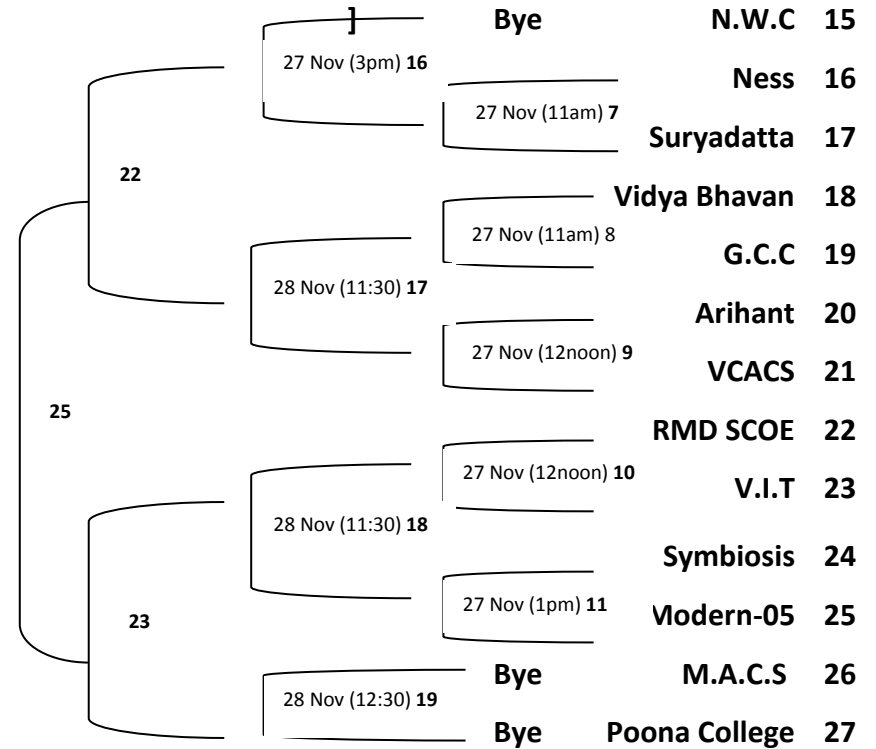 ] Bye N.W.C 15
27 Nov (3pm) 16
Ness 16
27 Nov (11am) 7
Suryadatta 17
22
Vidya Bhavan 18
27 Nov (11am) 8
G.C.C 19
28 Nov (11:30) 17
Arihant 20
27 Nov (12noon) 9
VCACS 21
25
RMD SCOE 22
27 Nov (12noon) 10
V.I.T 23
28 Nov (11:30) 18
Symbiosis 24
27 Nov (1pm) 11
Modern-05 25
23
Bye M.A.C.S 26
28 Nov (12:30) 19
Bye Poona College 27